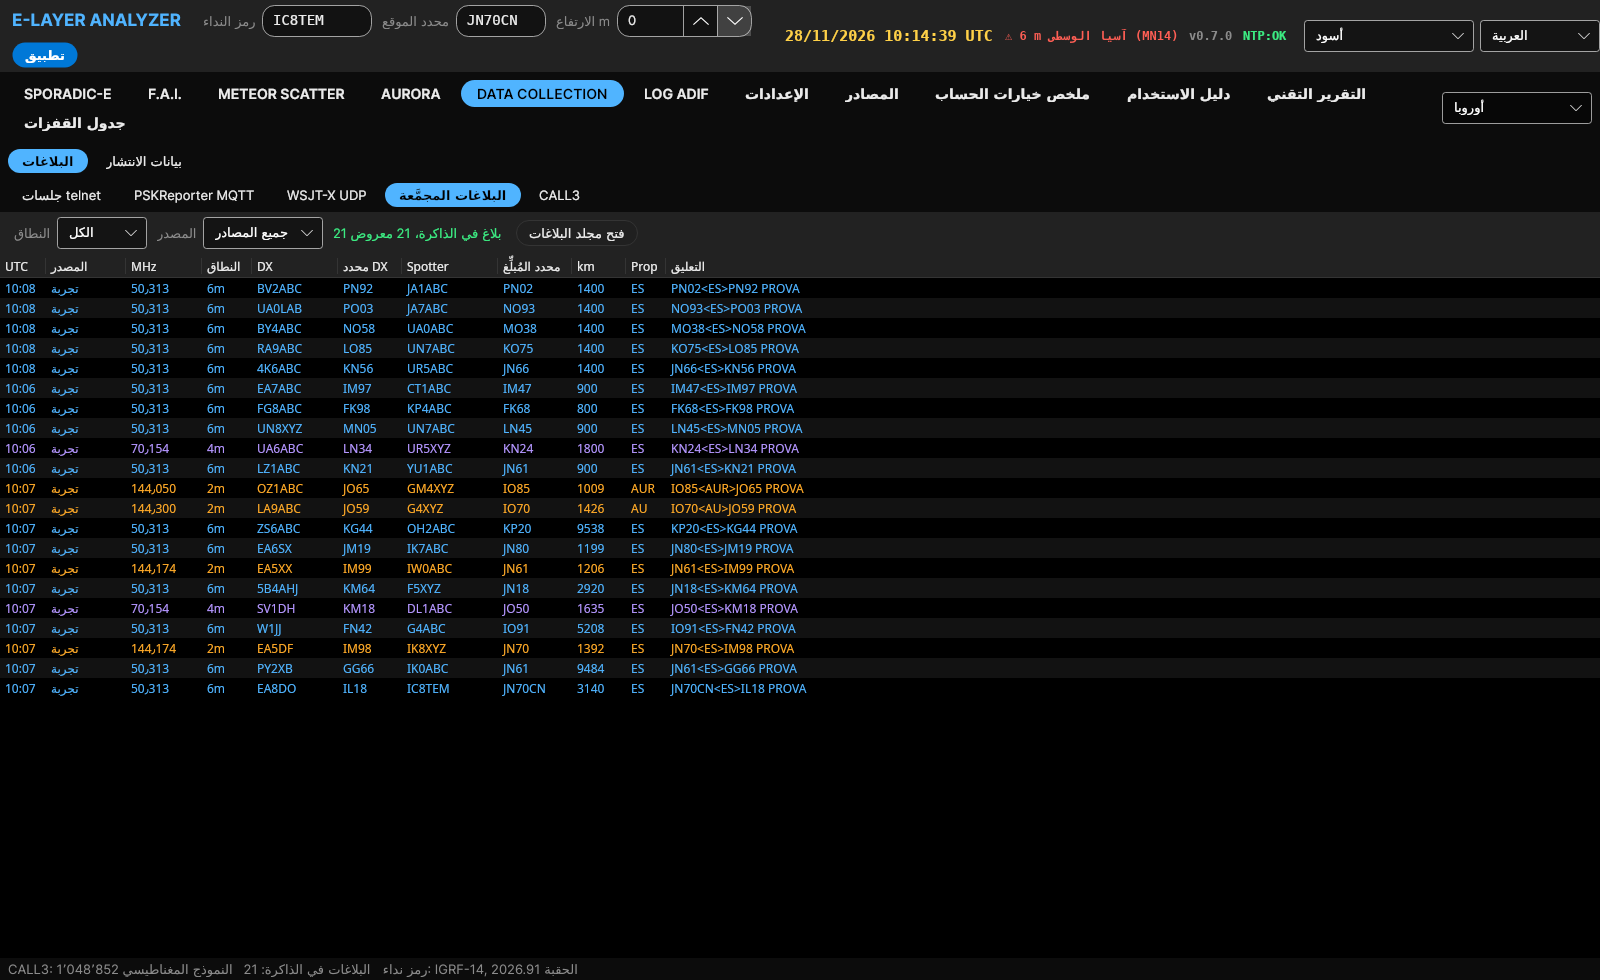 E-LAYER ANALYZER رمز النداء IC8TEM محدد الموقع JN70CN الارتفاع m 0
28/11/2026 10:14:39 UTC ⚠ 6 m آسيا الوسطى (MN14) v0.7.0 NTP:OK أسود العربية
تطبيق
SPORADIC-E F.A.I. METEOR SCATTER AURORA DATA COLLECTION LOG ADIF الإعدادات المصادر ملخص خيارات الحساب دليل الاستخدام التقرير التقني
جدول القفزات
أوروبا
البلاغات بيانات الانتشار
جلسات telnet PSKReporter MQTT WSJT-X UDP البلاغات المجمَّعة CALL3
النطاق الكل المصدر جميع المصادر 21 بلاغ في الذاكرة، 21 معروض فتح مجلد البلاغات
UTC المصدر MHz النطاق DX محدد DX Spotter محدد المُبلِّغ km Prop التعليق
10:08 تجربة 50,313 6m BV2ABC PN92 JA1ABC PN02 1400 ES PN02<ES>PN92 PROVA
10:08 تجربة 50,313 6m UA0LAB PO03 JA7ABC NO93 1400 ES NO93<ES>PO03 PROVA
10:08 تجربة 50,313 6m BY4ABC NO58 UA0ABC MO38 1400 ES MO38<ES>NO58 PROVA
10:08 تجربة 50,313 6m RA9ABC LO85 UN7ABC KO75 1400 ES KO75<ES>LO85 PROVA
10:08 تجربة 50,313 6m 4K6ABC KN56 UR5ABC JN66 1400 ES JN66<ES>KN56 PROVA
10:06 تجربة 50,313 6m EA7ABC IM97 CT1ABC IM47 900 ES IM47<ES>IM97 PROVA
10:06 تجربة 50,313 6m FG8ABC FK98 KP4ABC FK68 800 ES FK68<ES>FK98 PROVA
10:06 تجربة 50,313 6m UN8XYZ MN05 UN7ABC LN45 900 ES LN45<ES>MN05 PROVA
10:06 تجربة 70,154 4m UA6ABC LN34 UR5XYZ KN24 1800 ES KN24<ES>LN34 PROVA
10:06 تجربة 50,313 6m LZ1ABC KN21 YU1ABC JN61 900 ES JN61<ES>KN21 PROVA
10:07 تجربة 144,050 2m OZ1ABC JO65 GM4XYZ IO85 1009 AUR IO85<AUR>JO65 PROVA
10:07 تجربة 144,300 2m LA9ABC JO59 G4XYZ IO70 1426 AU IO70<AU>JO59 PROVA
10:07 تجربة 50,313 6m ZS6ABC KG44 OH2ABC KP20 9538 ES KP20<ES>KG44 PROVA
10:07 تجربة 50,313 6m EA6SX JM19 IK7ABC JN80 1199 ES JN80<ES>JM19 PROVA
10:07 تجربة 144,174 2m EA5XX IM99 IW0ABC JN61 1206 ES JN61<ES>IM99 PROVA
10:07 تجربة 50,313 6m 5B4AHJ KM64 F5XYZ JN18 2920 ES JN18<ES>KM64 PROVA
10:07 تجربة 70,154 4m SV1DH KM18 DL1ABC JO50 1635 ES JO50<ES>KM18 PROVA
10:07 تجربة 50,313 6m W1JJ FN42 G4ABC IO91 5208 ES IO91<ES>FN42 PROVA
10:07 تجربة 144,174 2m EA5DF IM98 IK8XYZ JN70 1392 ES JN70<ES>IM98 PROVA
10:07 تجربة 50,313 6m PY2XB GG66 IK0ABC JN61 9484 ES JN61<ES>GG66 PROVA
10:07 تجربة 50,313 6m EA8DO IL18 IC8TEM JN70CN 3140 ES JN70CN<ES>IL18 PROVA
CALL3: 1٬048٬852 رمز نداء البلاغات في الذاكرة: 21 النموذج المغناطيسي: IGRF-14, الحقبة 2026.91